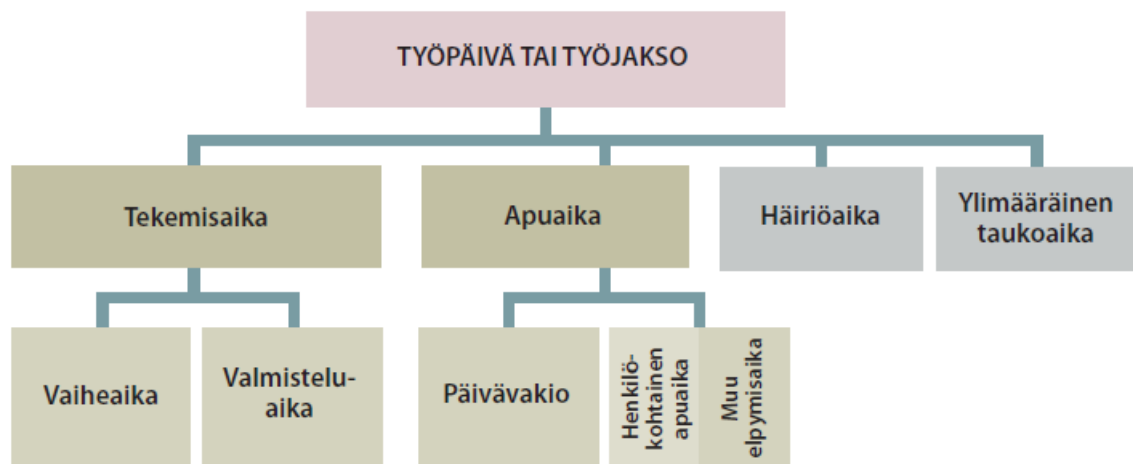 TYÖPÄIVÄ TAI TYÖJAKSO
Tekemisaika
Apuaika
Häiriöaika
Ylimääräinen
taukoaika
Vaiheaika
Valmistelu-
aika
Päivävakio
Henkilö-
kohtainen
apuaika
Muu
elpymisaika